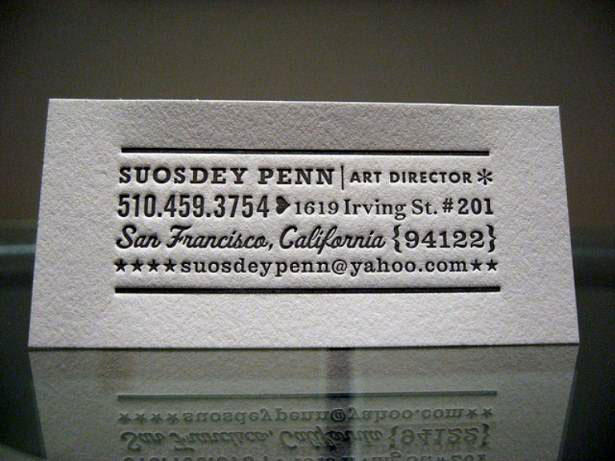 SUOSDEY PENN | ART DIRECTOR *
510.459.3754 ❥ 1619 Irving St. #201
San Francisco, California {94122}
★★★★suosdeypenn@yahoo.com★★